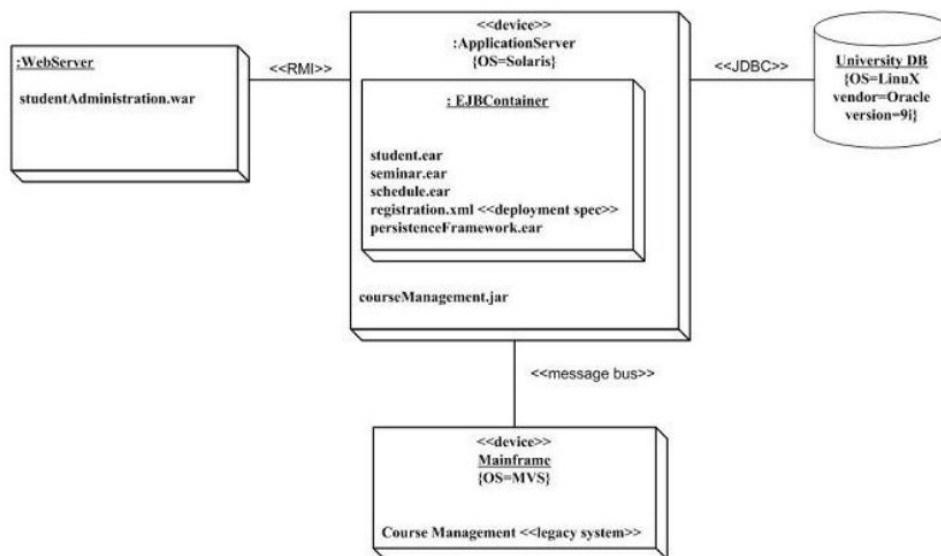 :WebServer
studentAdministration.war
<<RMI>>
<<device>>
:ApplicationServer
{OS=Solaris}
: EJBContainer
student.ear
seminar.ear
schedule.ear
registration.xml <<deployment spec>>
persistenceFramework.ear
courseManagement.jar
<<JDBC>>
University DB
{OS=LinuX
vendor=Oracle
version=9i}
<<message bus>>
<<device>>
Mainframe
{OS=MVS}
Course Management <<legacy system>>